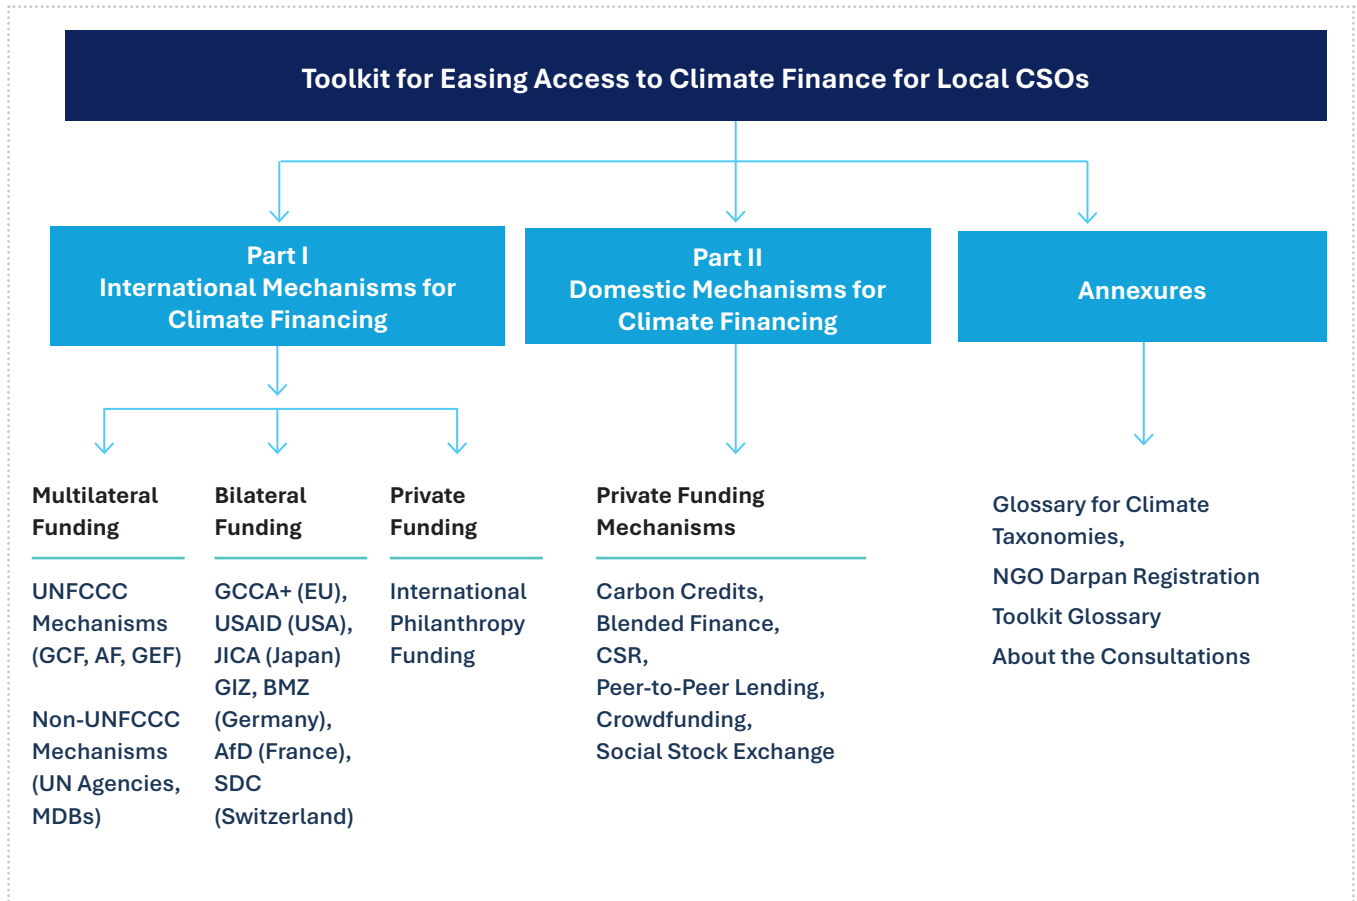 Toolkit for Easing Access to Climate Finance for Local CSOs
Part I
International Mechanisms for
Climate Financing
Part II
Domestic Mechanisms for
Climate Financing
Annexures
Multilateral
Funding
UNFCCC
Mechanisms
(GCF, AF, GEF)
Non-UNFCCC
Mechanisms
(UN Agencies,
MDBs)
Bilateral
Funding
GCCA+ (EU),
USAID (USA),
JICA (Japan)
GIZ, BMZ
(Germany),
AfD (France),
SDC
(Switzerland)
Private
Funding
International
Philanthropy
Funding
Private Funding
Mechanisms
Carbon Credits,
Blended Finance,
CSR,
Peer-to-Peer Lending,
Crowdfunding,
Social Stock Exchange
Glossary for Climate
Taxonomies,
NGO Darpan Registration
Toolkit Glossary
About the Consultations